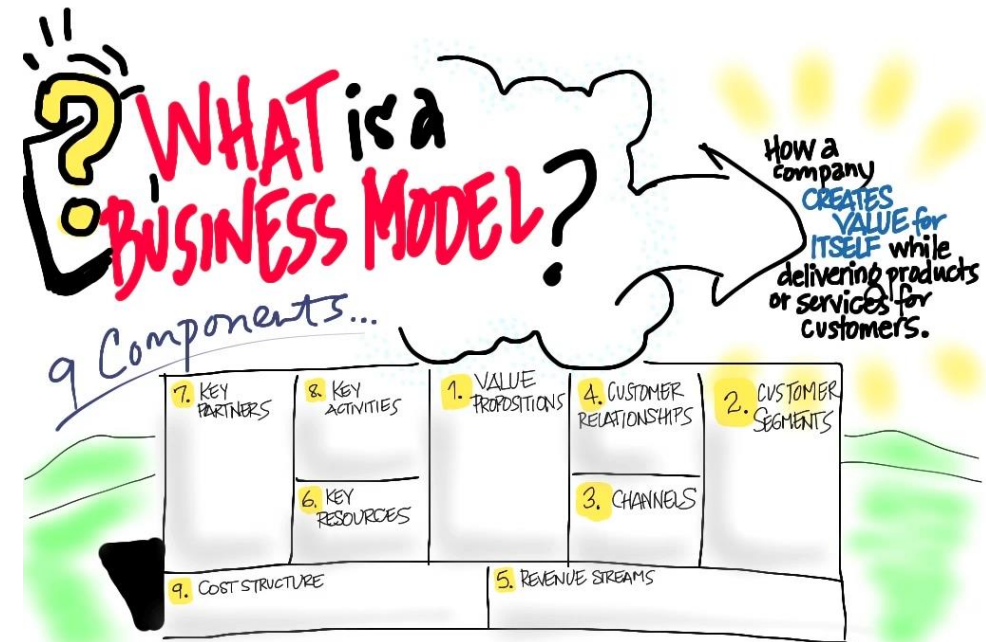 WHAT is a
BUSINESS MODEL?
How a
company
CREATES
VALUE for
ITSELF while
delivering products
or services for
customers.
9 Components...
7. KEY
PARTNERS
8. KEY
ACTIVITIES
6. KEY
RESOURCES
1. VALUE
PROPOSITIONS
4. CUSTOMER
RELATIONSHIPS
3. CHANNELS
2. CUSTOMER
SEGMENTS
9. COST STRUCTURE
5. REVENUE STREAMS